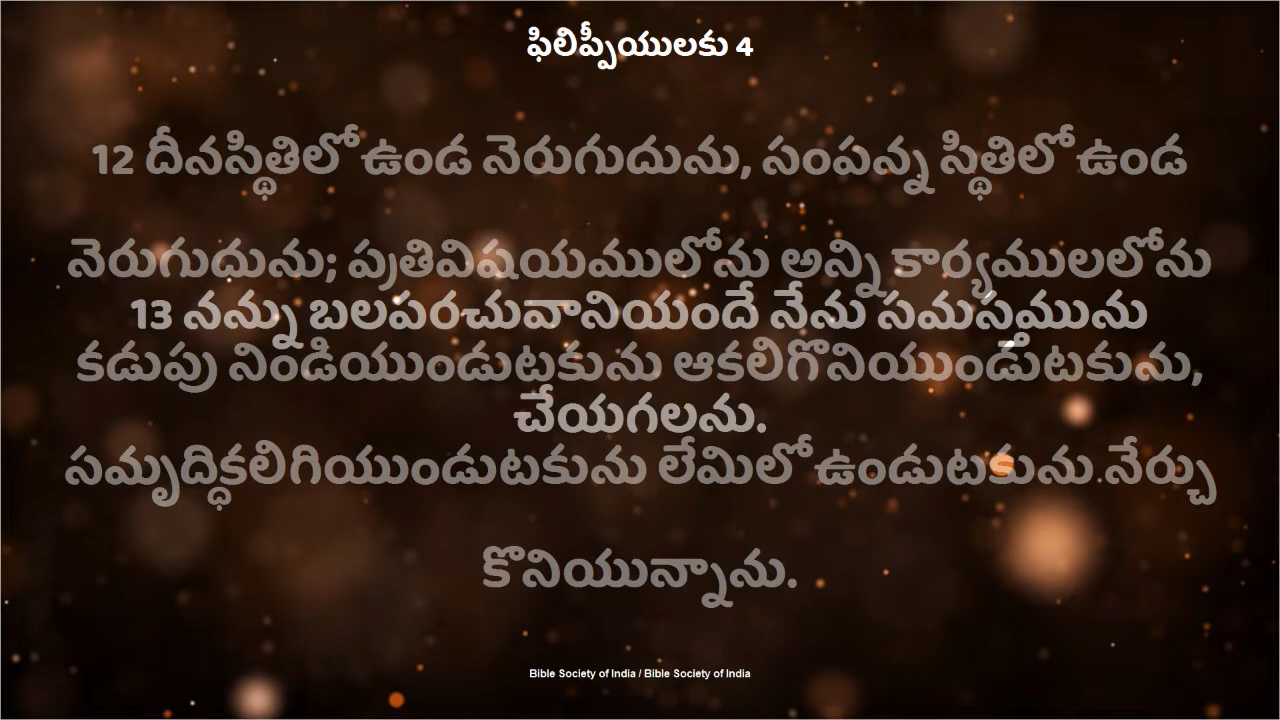 ఫిలిప్పీయులకు 4
12 దీనస్థితిలో ఉండ నెరుగుదును, సంపన్న స్థితిలో ఉండ
నెరుగుదును; ప్రతివిషయములోను అన్ని కార్యములలోను
13 నన్ను బలపరచువానియందే నేను సమస్తమును
కడుపు నిండియుండుటకును ఆకలిగొనియుండుటకును,
చేయగలను.
సమృద్ధికలిగియుండుటకును లేమిలో ఉండుటకును నేర్చు
కొనియున్నాను.
Bible Society of India / Bible Society of India